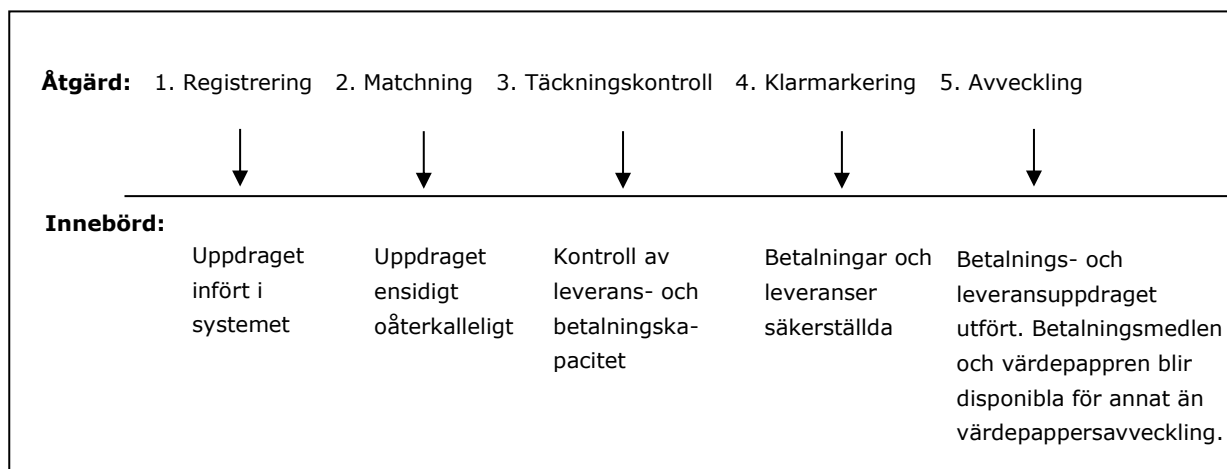 Åtgärd: 1. Registrering 2. Matchning 3. Täckningskontroll 4. Klarmarkering 5. Avveckling
Innebörd:
Uppdraget
infört i
systemet
Uppdraget
ensidigt
oåterkalleligt
Kontroll av
leverans- och
betalningska-
pacitet
Betalningar och
leveranser
säkerställda
Betalnings- och
leveransuppdraget
utfört. Betalningsmedlen
och värdepappren blir
disponibla för annat än
värdepappersavveckling.